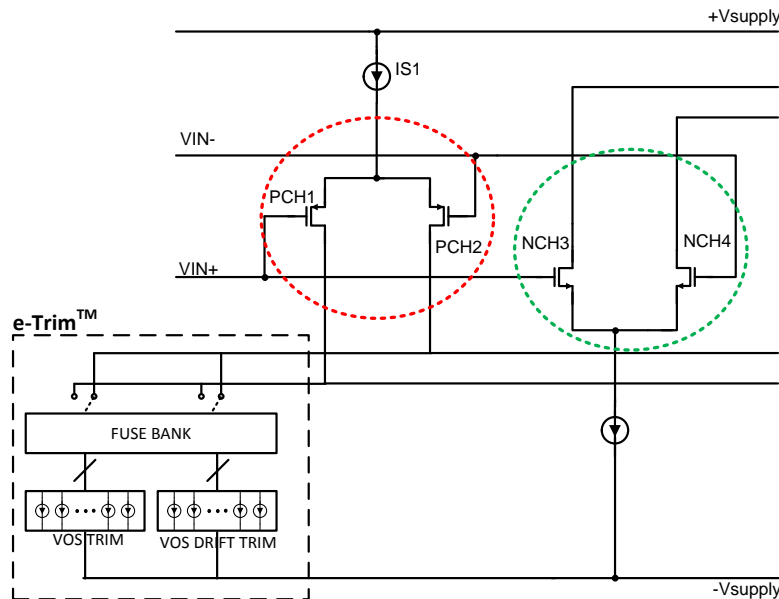 +Vsupply
IS1
VIN-
PCH1
PCH2
NCH3
NCH4
VIN+
e-Trim™
FUSE BANK
VOS TRIM
VOS DRIFT TRIM
-Vsupply